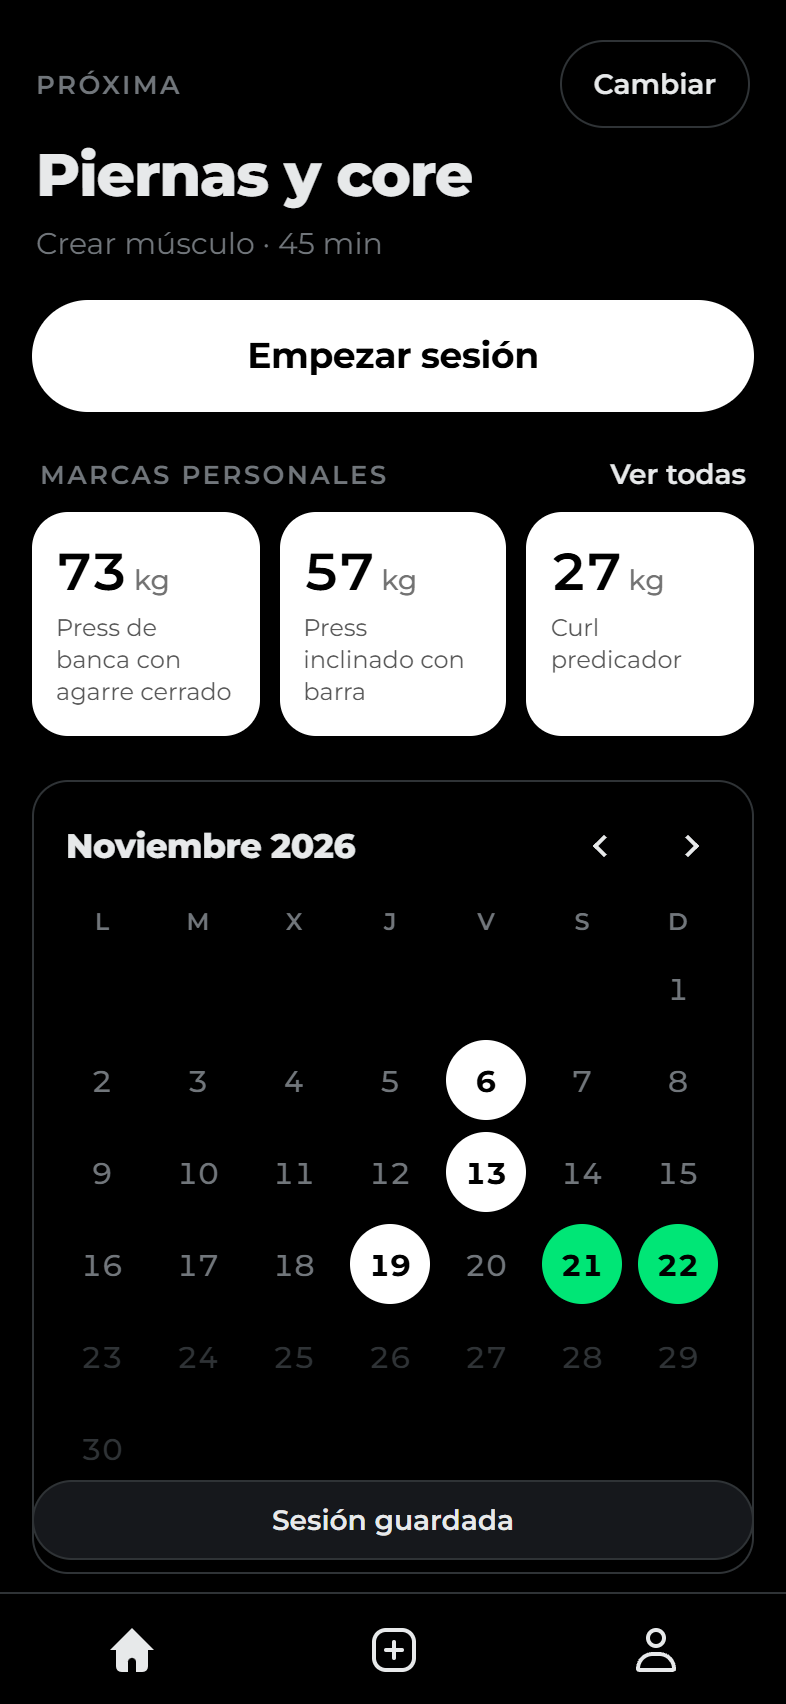 PRÓXIMA
Cambiar
Piernas y core
Crear músculo · 45 min
Empezar sesión
MARCAS PERSONALES
Ver todas
73 kg
Press de
banca con
agarre cerrado
57 kg
Press
inclinado con
barra
27 kg
Curl
predicador
Noviembre 2026
L M X J V S D
1
2 3 4 5 6 7 8
9 10 11 12 13 14 15
16 17 18 19 20 21 22
23 24 25 26 27 28 29
30
Sesión guardada